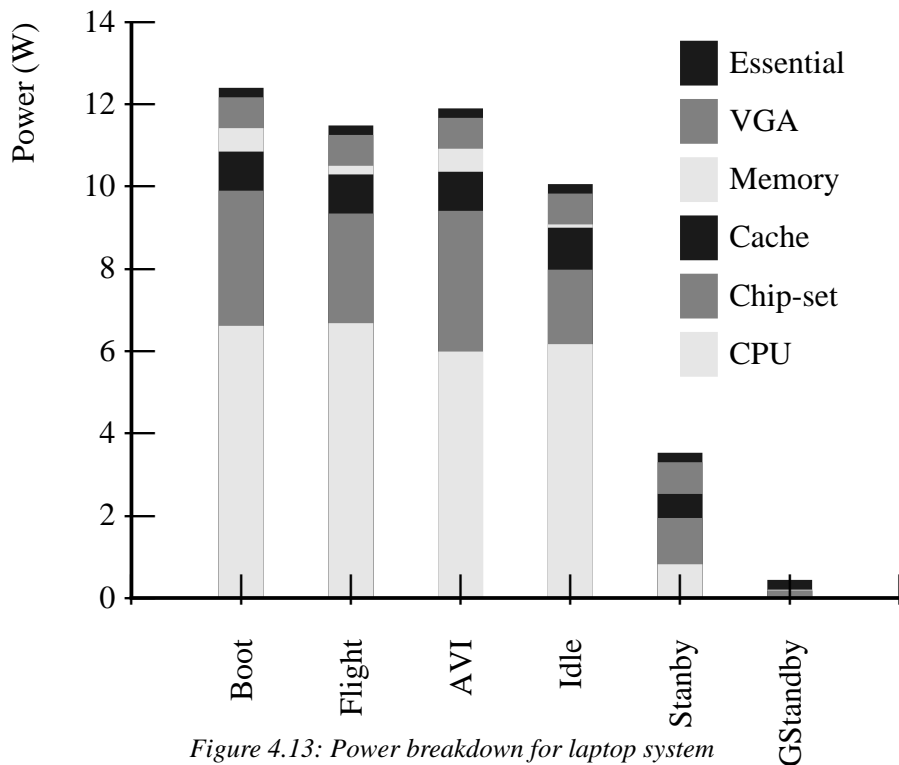 Power (W)
14
12
10
8
6
4
2
0
Essential
VGA
Memory
Cache
Chip-set
CPU
Boot
Flight
AVI
Idle
Stanby
GStandby
Figure 4.13: Power breakdown for laptop system